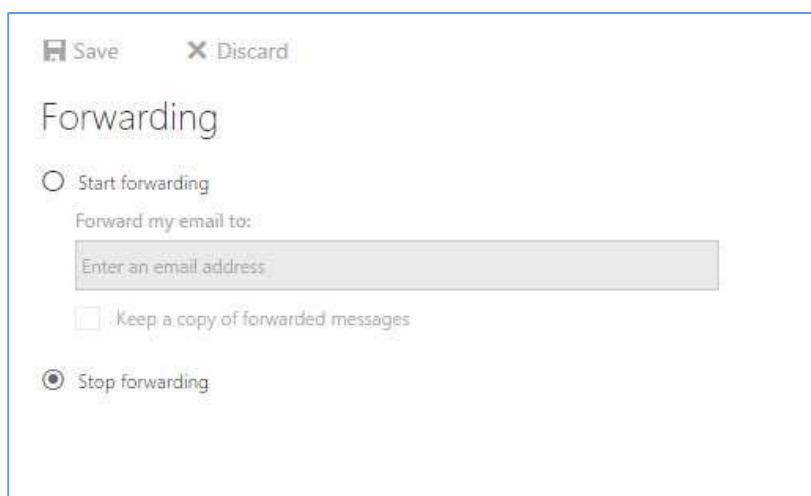 Save Discard
Forwarding
Start forwarding
Forward my email to:
Enter an email address
Keep a copy of forwarded messages
Stop forwarding